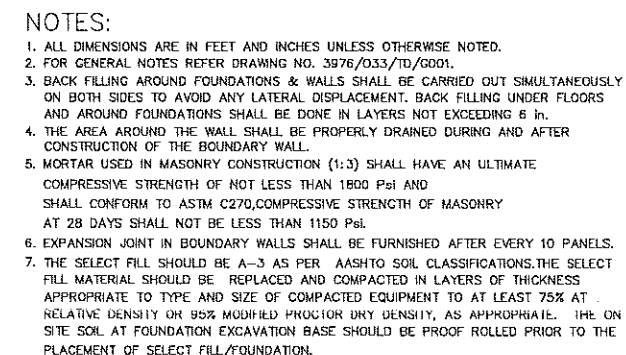 NOTES:
1. ALL DIMENSIONS ARE IN FEET AND INCHES UNLESS OTHERWISE NOTED.
2. FOR GENERAL NOTES REFER DRAWING NO. 3976/033/TD/G001.
3. BACK FILLING AROUND FOUNDATIONS & WALLS SHALL BE CARRIED OUT SIMULTANEOUSLY
ON BOTH SIDES TO AVOID ANY LATERAL DISPLACEMENT. BACK FILLING UNDER FLOORS
AND AROUND FOUNDATIONS SHALL BE DONE IN LAYERS NOT EXCEEDING 6 in.
4. THE AREA AROUND THE WALL SHALL BE PROPERLY DRAINED DURING AND AFTER
CONSTRUCTION OF THE BOUNDARY WALL.
5. MORTAR USED IN MASONRY CONSTRUCTION (1:3) SHALL HAVE AN ULTIMATE
COMPRESSIVE STRENGTH OF NOT LESS THAN 1800 Psi AND
SHALL CONFORM TO ASTM C270,COMPRESSIVE STRENGTH OF MASONRY
AT 28 DAYS SHALL NOT BE LESS THAN 1150 Psi.
6. EXPANSION JOINT IN BOUNDARY WALLS SHALL BE FURNISHED AFTER EVERY 10 PANELS.
7. THE SELECT FILL SHOULD BE A-3 AS PER AASHTO SOIL CLASSIFICATIONS.THE SELECT
FILL MATERIAL SHOULD BE REPLACED AND COMPACTED IN LAYERS OF THICKNESS
APPROPRIATE TO TYPE AND SIZE OF COMPACTED EQUIPMENT TO AT LEAST 75% AT
RELATIVE DENSITY OR 95% MODIFIED PROCTOR DRY DENSITY, AS APPROPRIATE. THE ON
SITE SOIL AT FOUNDATION EXCAVATION BASE SHOULD BE PROOF ROLLED PRIOR TO THE
PLACEMENT OF SELECT FILL/FOUNDATION.